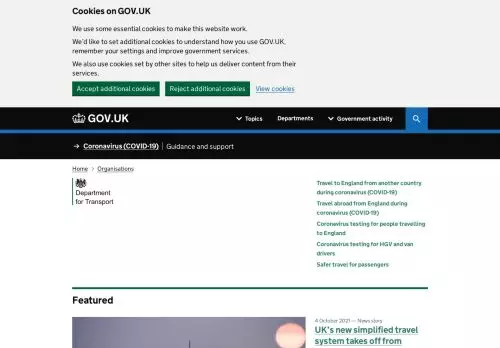 Cookies on GOV.UK
We use some essential cookies to make this website work.
We'd like to set additional cookies to understand how you use GOV.UK,
remember your settings and improve government services.
We also use cookies set by other sites to help us deliver content from their
services.
Accept additional cookies
Reject additional cookies
View cookies
GOV.UK
Topics
Departments
Government activity
→ Coronavirus (COVID-19) | Guidance and support
Home > Organisations
Department
for Transport
Travel to England from another country
during coronavirus (COVID-19)
Travel abroad from England during
coronavirus (COVID-19)
Coronavirus testing for people travelling
to England
Coronavirus testing for HGV and van
drivers
Safer travel for passengers
Featured
4 October 2021 — News story
UK's new simplified travel
system takes off from